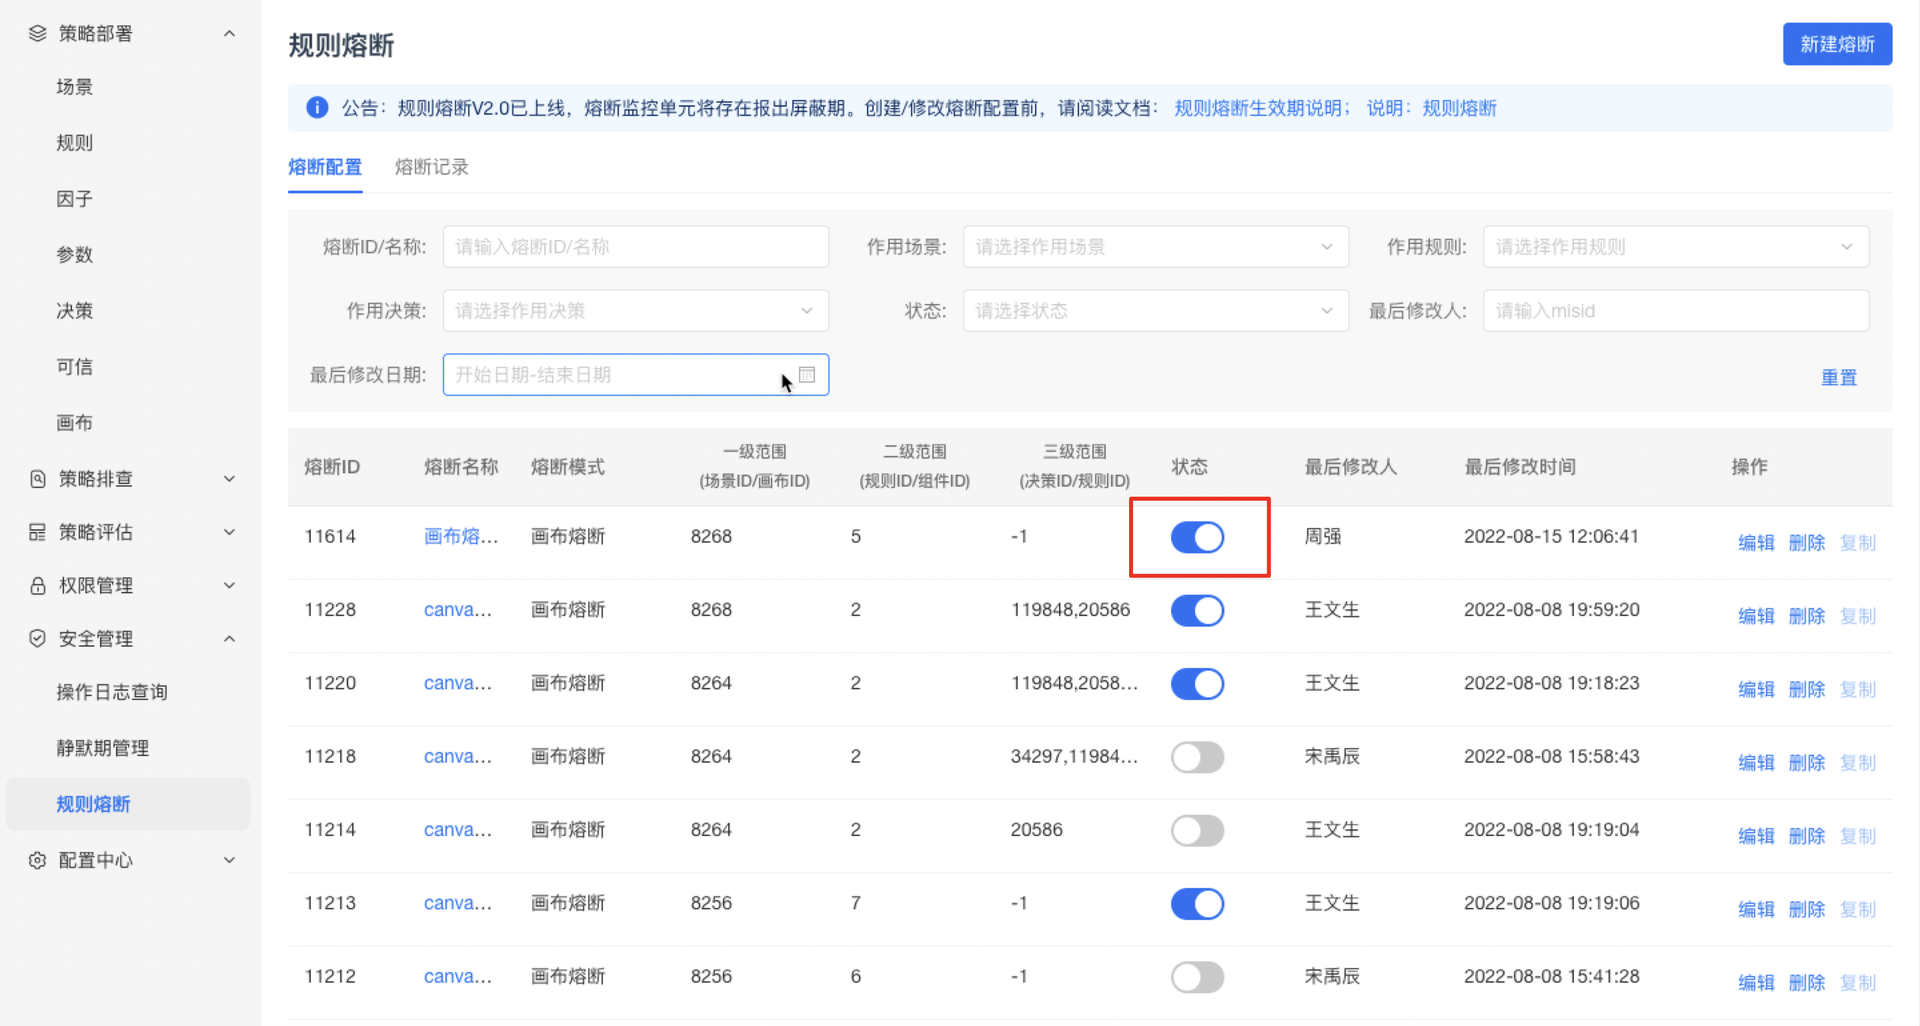 策略部署
场景
规则
因子
参数
决策
可信
画布
策略排查
策略评估
权限管理
安全管理
操作日志查询
静默期管理
规则熔断
配置中心
规则熔断
新建熔断
公告：规则熔断V2.0已上线，熔断监控单元将存在报出屏蔽期。创建/修改熔断配置前，请阅读文档： 规则熔断生效期说明； 说明：规则熔断
熔断配置 熔断记录
熔断ID/名称: 请输入熔断ID/名称 作用场景: 请选择作用场景 作用规则: 请选择作用规则
作用决策: 请选择作用决策 状态: 请选择状态 最后修改人: 请输入misid
最后修改日期: 开始日期-结束日期 重置
熔断ID 熔断名称 熔断模式 一级范围 (场景ID/画布ID) 二级范围 (规则ID/组件ID) 三级范围 (决策ID/规则ID) 状态 最后修改人 最后修改时间 操作
11614 画布熔... 画布熔断 8268 5 -1 周强 2022-08-15 12:06:41 编辑 删除 复制
11228 canva... 画布熔断 8268 2 119848,20586 王文生 2022-08-08 19:59:20 编辑 删除 复制
11220 canva... 画布熔断 8264 2 119848,2058... 王文生 2022-08-08 19:18:23 编辑 删除 复制
11218 canva... 画布熔断 8264 2 34297,11984... 宋禹辰 2022-08-08 15:58:43 编辑 删除 复制
11214 canva... 画布熔断 8264 2 20586 王文生 2022-08-08 19:19:04 编辑 删除 复制
11213 canva... 画布熔断 8256 7 -1 王文生 2022-08-08 19:19:06 编辑 删除 复制
11212 canva... 画布熔断 8256 6 -1 宋禹辰 2022-08-08 15:41:28 编辑 删除 复制